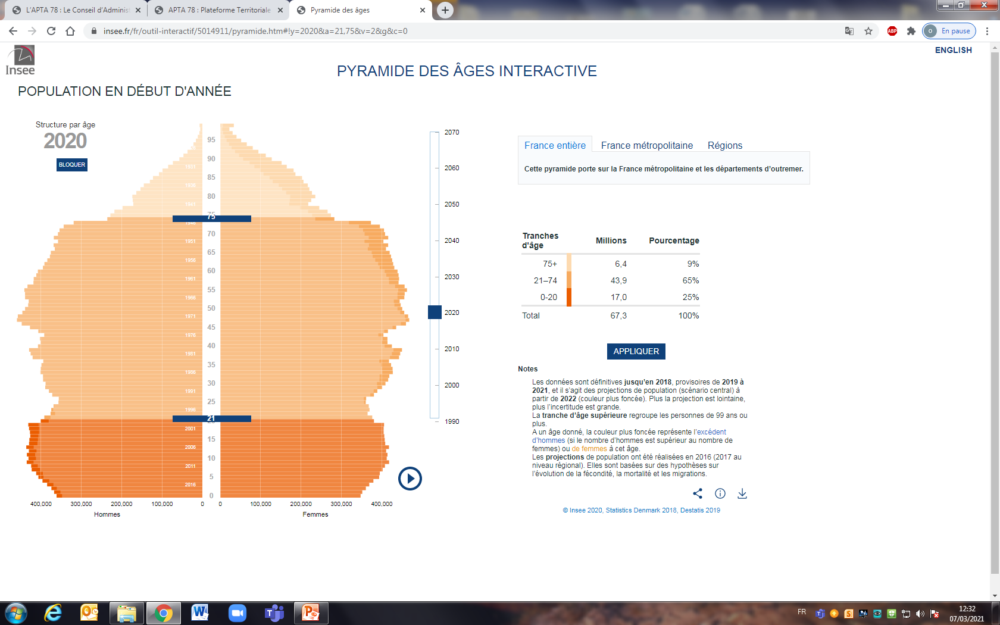 L'APTA 78 : Le Conseil d'Administ
APTA 78 : Plateforme Territoriale
Pyramide des âges
insee.fr/fr/outil-interactif/5014911/pyramide.htm#!y=2020&a=21,75&v=2&g&c=0
ABP
O
En pause
Insee
ENGLISH
PYRAMIDE DES ÂGES INTERACTIVE
POPULATION EN DÉBUT D'ANNÉE
Structure par âge
2020
BLOQUER
95
90
85
80
75
70
65
60
55
50
45
40
35
30
25
21
15
10
5
0
1931
1936
1941
1951
1956
1961
1966
1971
1976
1981
1986
1991
1996
2001
2006
2011
2016
400,000
300,000
200,000
100,000
0
0
100,000
200,000
300,000
400,000
Hommes
Femmes
2070
2060
2050
2040
2030
2020
2010
2000
1990
France entière
France métropolitaine
Régions
Cette pyramide porte sur la France métropolitaine et les départements d'outremer.
Tranches
d'âge
Millions
Pourcentage
75+ 6,4 9%
21–74 43,9 65%
0-20 17,0 25%
Total 67,3 100%
APPLIQUER
Notes
Les données sont définitives jusqu'en 2018, provisoires de 2019 à
2021, et il s'agit des projections de population (scénario central) à
partir de 2022 (couleur plus foncée). Plus la projection est lointaine,
plus l'incertitude est grande.
La tranche d'âge supérieure regroupe les personnes de 99 ans ou
plus.
A un âge donné, la couleur plus foncée représente l'excédent
d'hommes (si le nombre d'hommes est supérieur au nombre de
femmes) ou de femmes à cet âge.
Les projections de population ont été réalisées en 2016 (2017 au
niveau régional). Elles sont basées sur des hypothèses sur
l'évolution de la fécondité, la mortalité et les migrations.
© Insee 2020, Statistics Denmark 2018, Destatis 2019
FR
12:32
07/03/2021